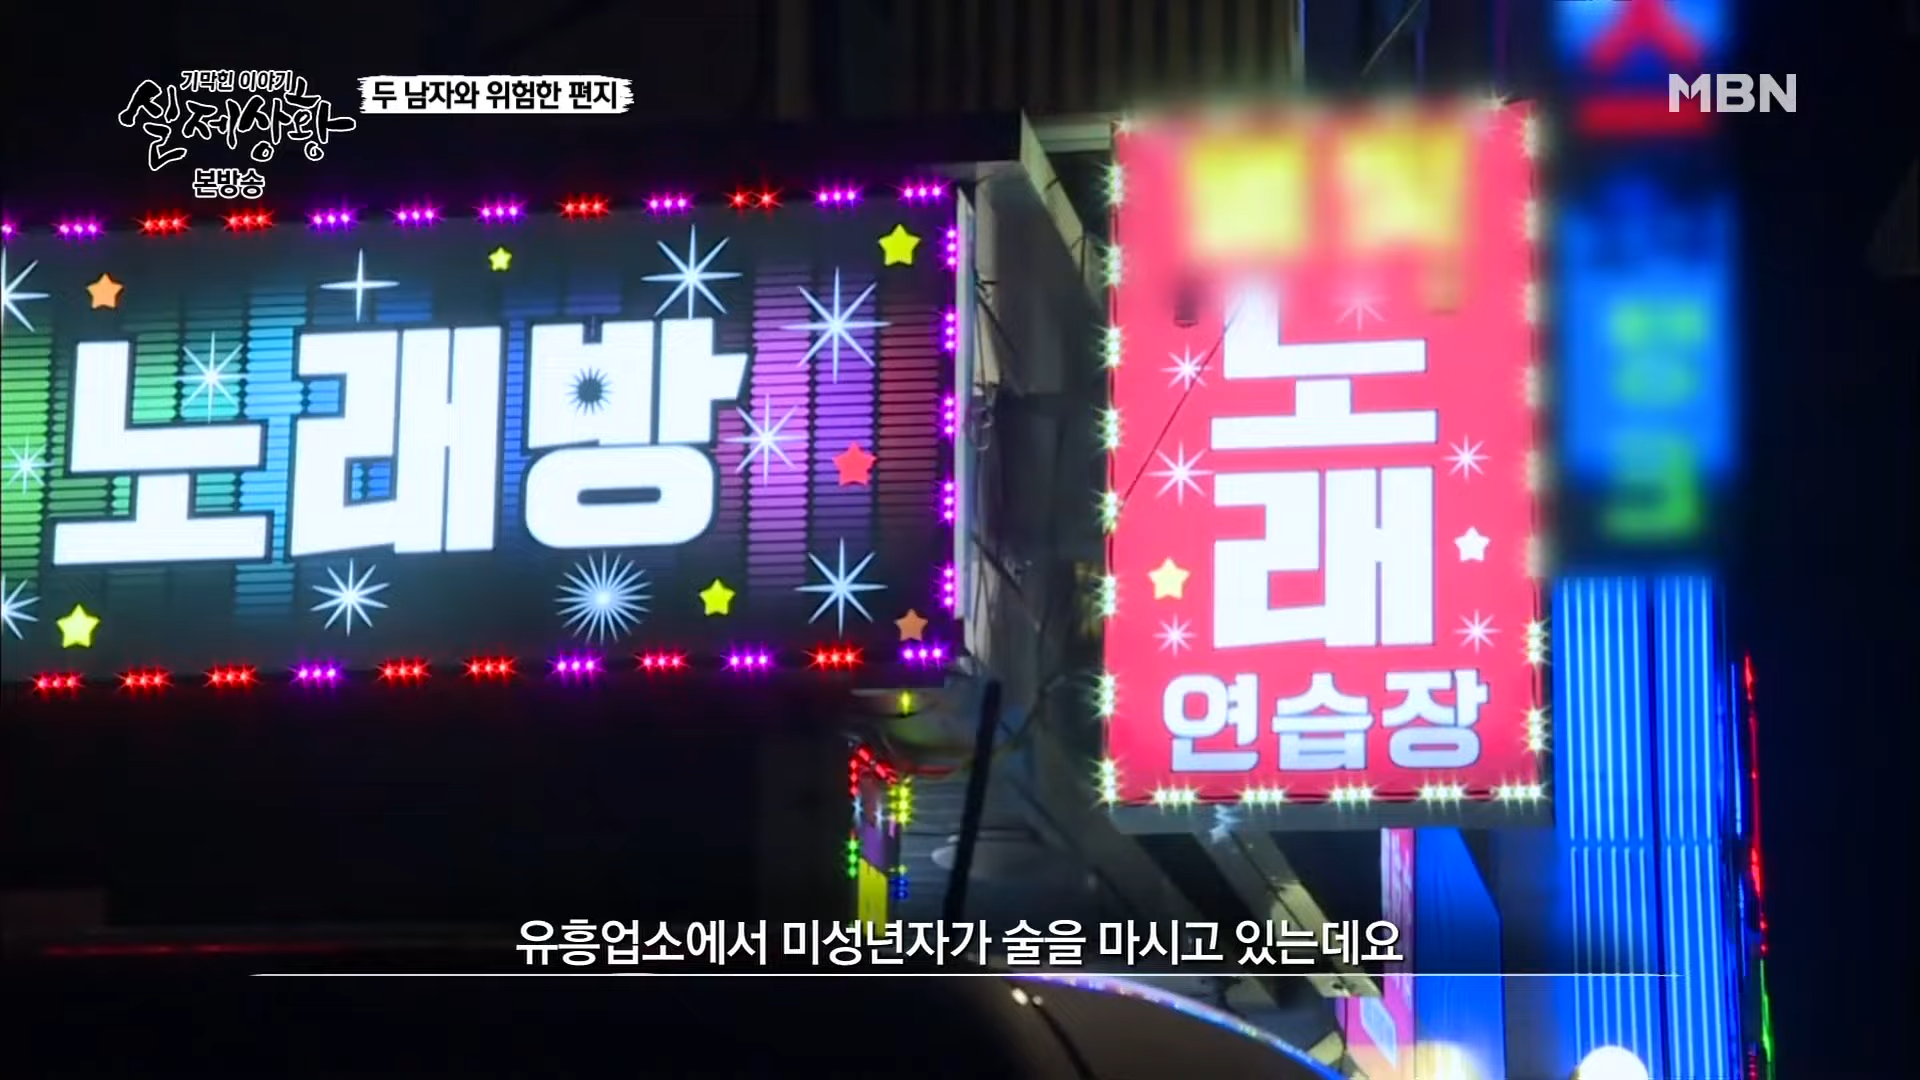 기막힌 이야기
실제상황
본방송
두 남자와 위험한 편지
MBN
노래방
노래
연습장
유흥업소에서 미성년자가 술을 마시고 있는데요